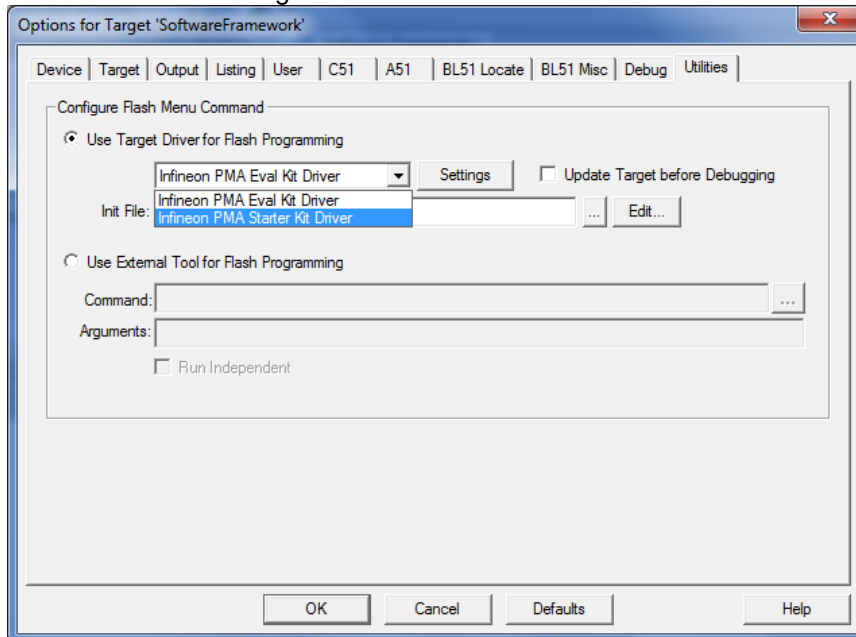 Options for Target 'SoftwareFramework'
Device Target Output Listing User C51 A51 BL51 Locate BL51 Misc Debug Utilities
Configure Flash Menu Command
Use Target Driver for Flash Programming
Infineon PMA Eval Kit Driver Settings Update Target before Debugging
Infineon PMA Eval Kit Driver
Init File: Infineon PMA Starter Kit Driver ... Edit...
Use External Tool for Flash Programming
Command: ...
Arguments:
Run Independent
OK Cancel Defaults Help